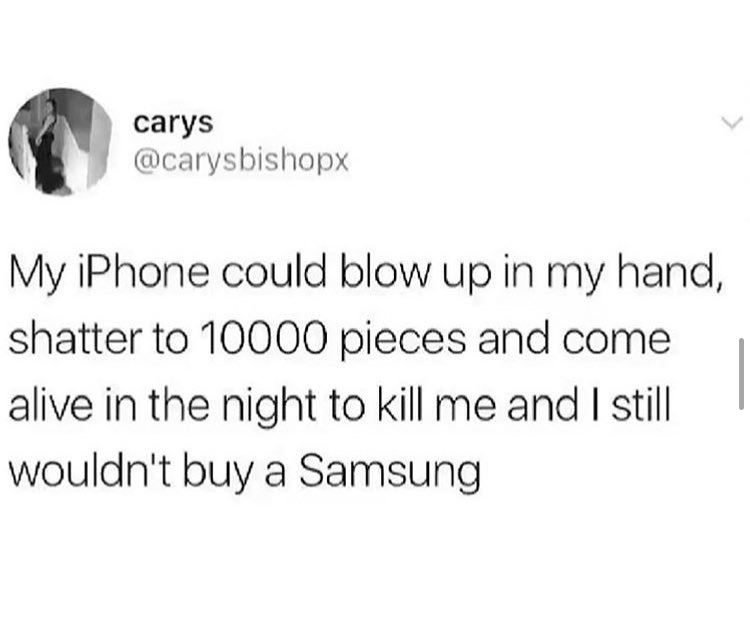 carys
@carysbishopx
My iPhone could blow up in my hand,
shatter to 10000 pieces and come
alive in the night to kill me and I still
wouldn't buy a Samsung